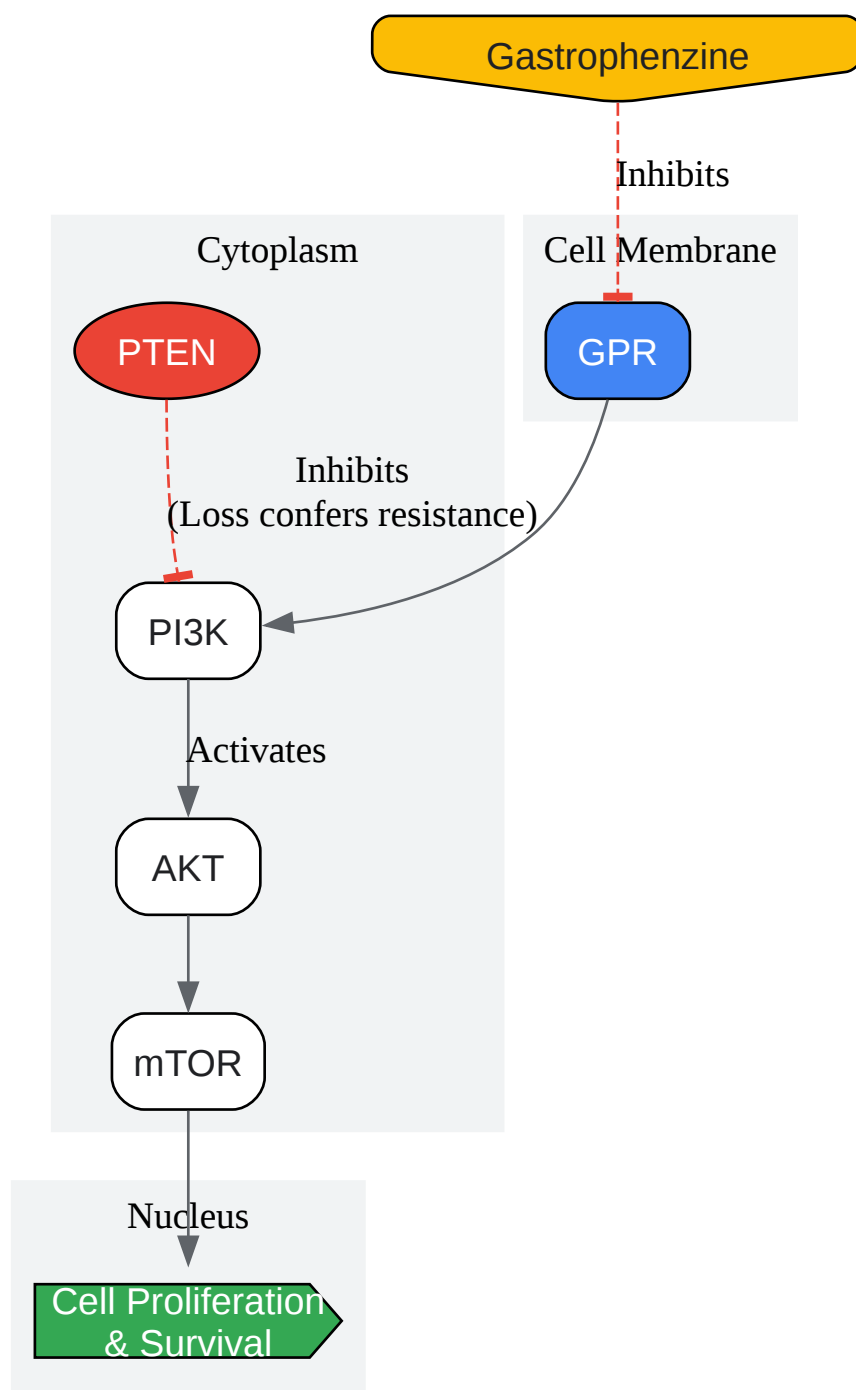 Gastrophenzine
Inhibits
Cytoplasm
Cell Membrane
PTEN
GPR
Inhibits
(Loss confers resistance)
PI3K
Activates
AKT
mTOR
Nucleus
Cell Proliferation
& Survival